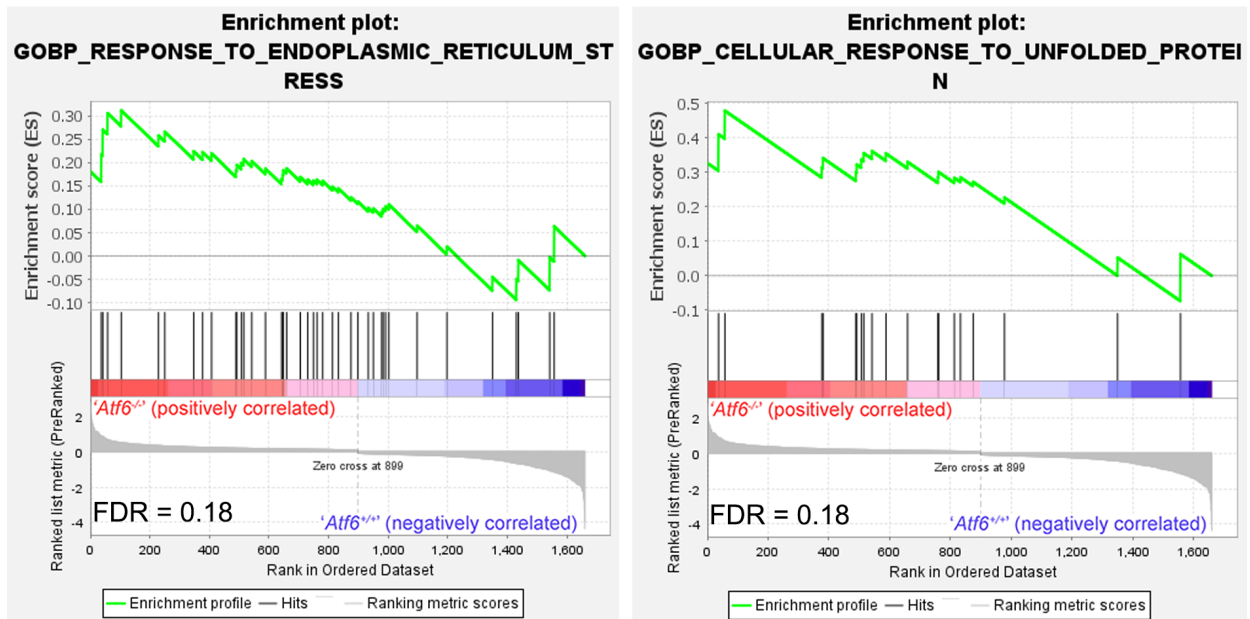 Enrichment plot:
GOBP_RESPONSE_TO_ENDOPLASMIC_RETICULUM_ST
RESS
Enrichment score (ES)
0.30
0.25
0.20
0.15
0.10
0.05
0.00
-0.05
-0.10
'Atf6-/-' (positively correlated)
Ranked list metric (PreRanked)
2
0
-2
-4
Zero cross at 899
FDR = 0.18
'Atf6+/+' (negatively correlated)
0 200 400 600 800 1,000 1,200 1,400 1,600
Rank in Ordered Dataset
Enrichment profile Hits Ranking metric scores
Enrichment plot:
GOBP_CELLULAR_RESPONSE_TO_UNFOLDED_PROTEI
N
Enrichment score (ES)
0.5
0.4
0.3
0.2
0.1
0.0
-0.1
'Atf6-/-' (positively correlated)
Ranked list metric (PreRanked)
2
0
-2
-4
Zero cross at 899
FDR = 0.18
'Atf6+/+' (negatively correlated)
0 200 400 600 800 1,000 1,200 1,400 1,600
Rank in Ordered Dataset
Enrichment profile Hits Ranking metric scores